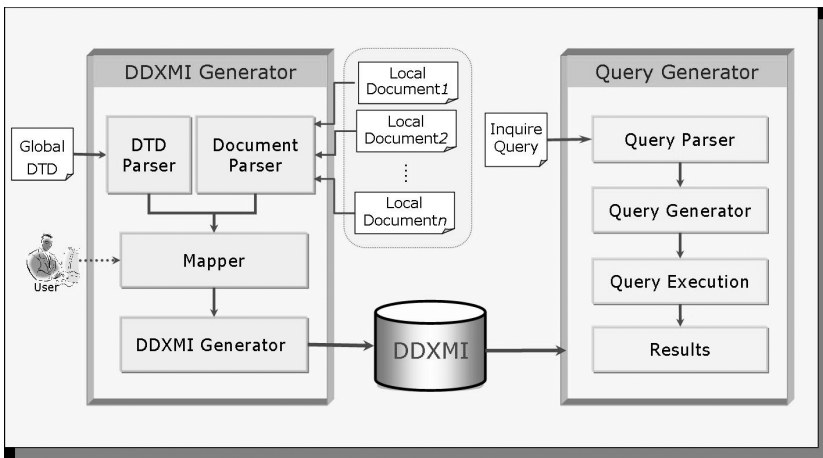 DDXMI Generator
Global
DTD
DTD
Parser
Document
Parser
Local
Document1
Local
Document2
Local
Documentn
User
Mapper
DDXMI Generator
DDXMI
Query Generator
Inquire
Query
Query Parser
Query Generator
Query Execution
Results